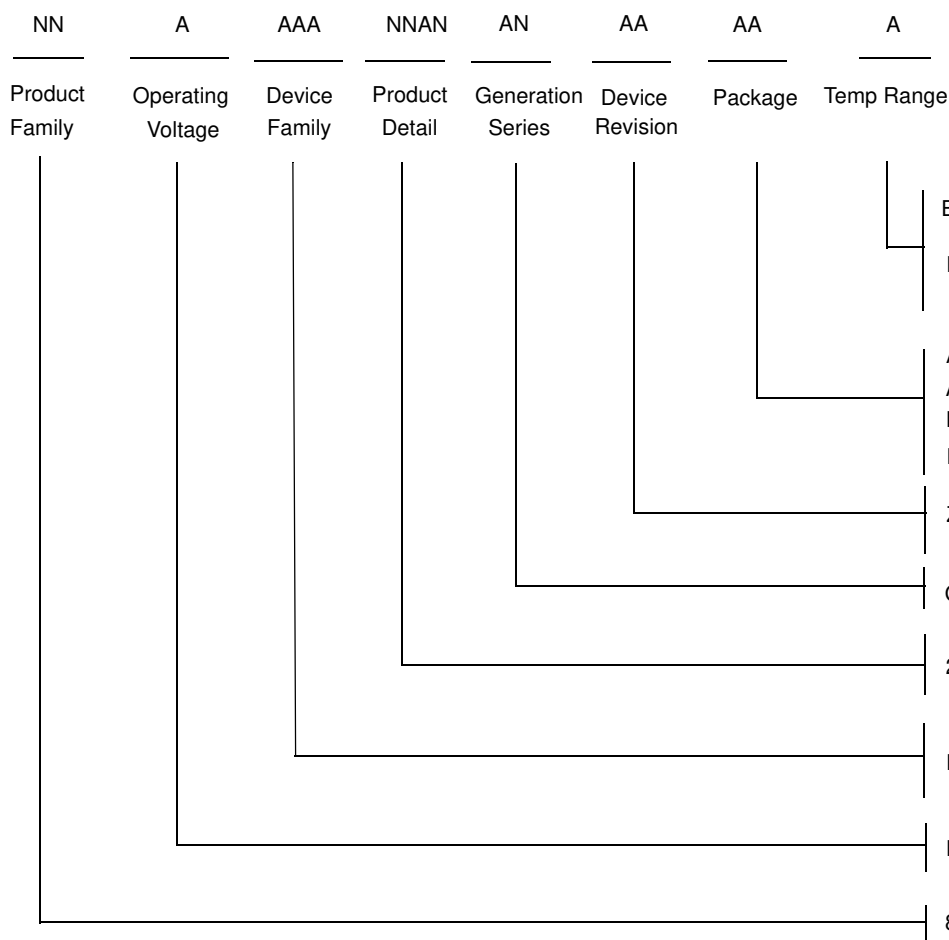 NN A AAA NNAN AN AA AA A
Product Operating Device Product Generation Device Package Temp Range
Family Voltage Family Detail Series Revision